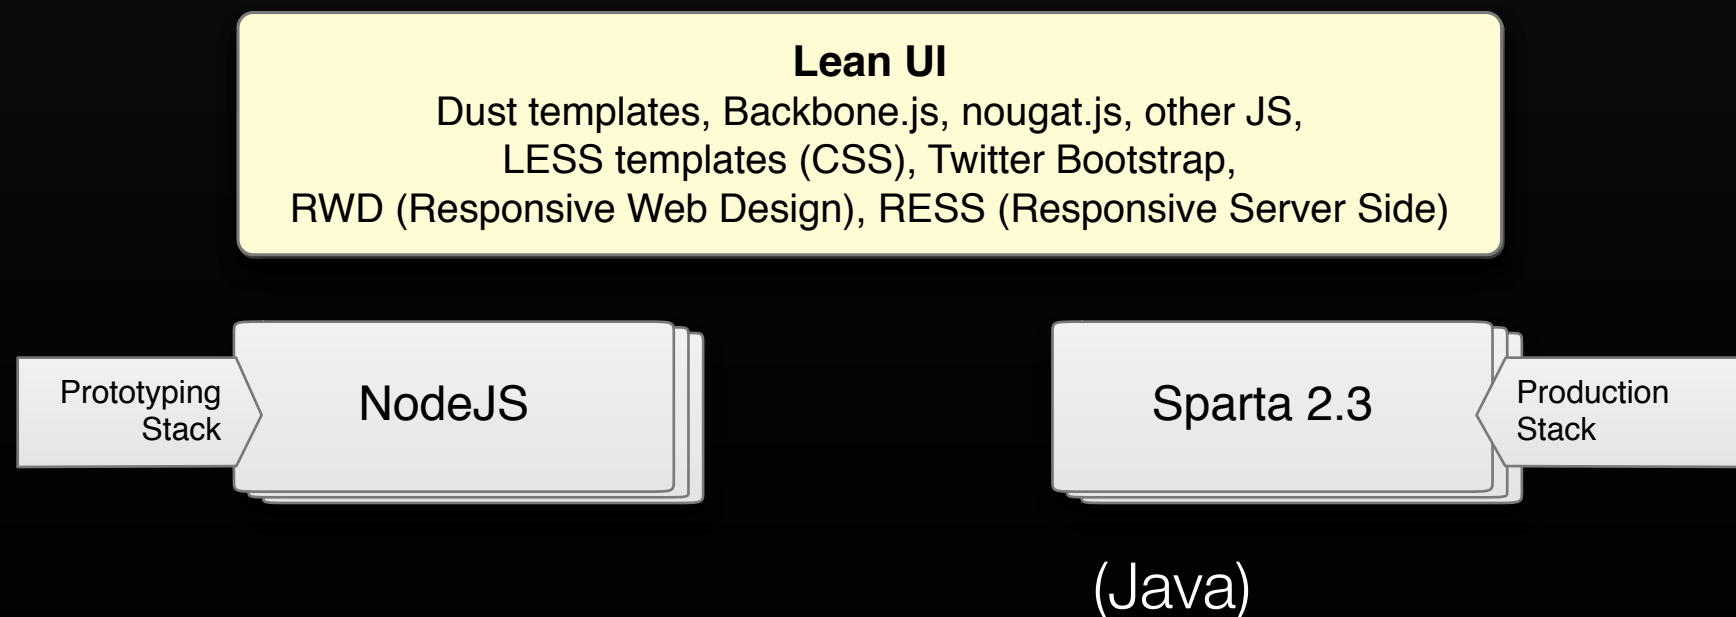 Lean UI
Dust templates, Backbone.js, nougat.js, other JS,
LESS templates (CSS), Twitter Bootstrap,
RWD (Responsive Web Design), RESS (Responsive Server Side)
Prototyping
Stack
NodeJS
Sparta 2.3
Production
Stack
(Java)